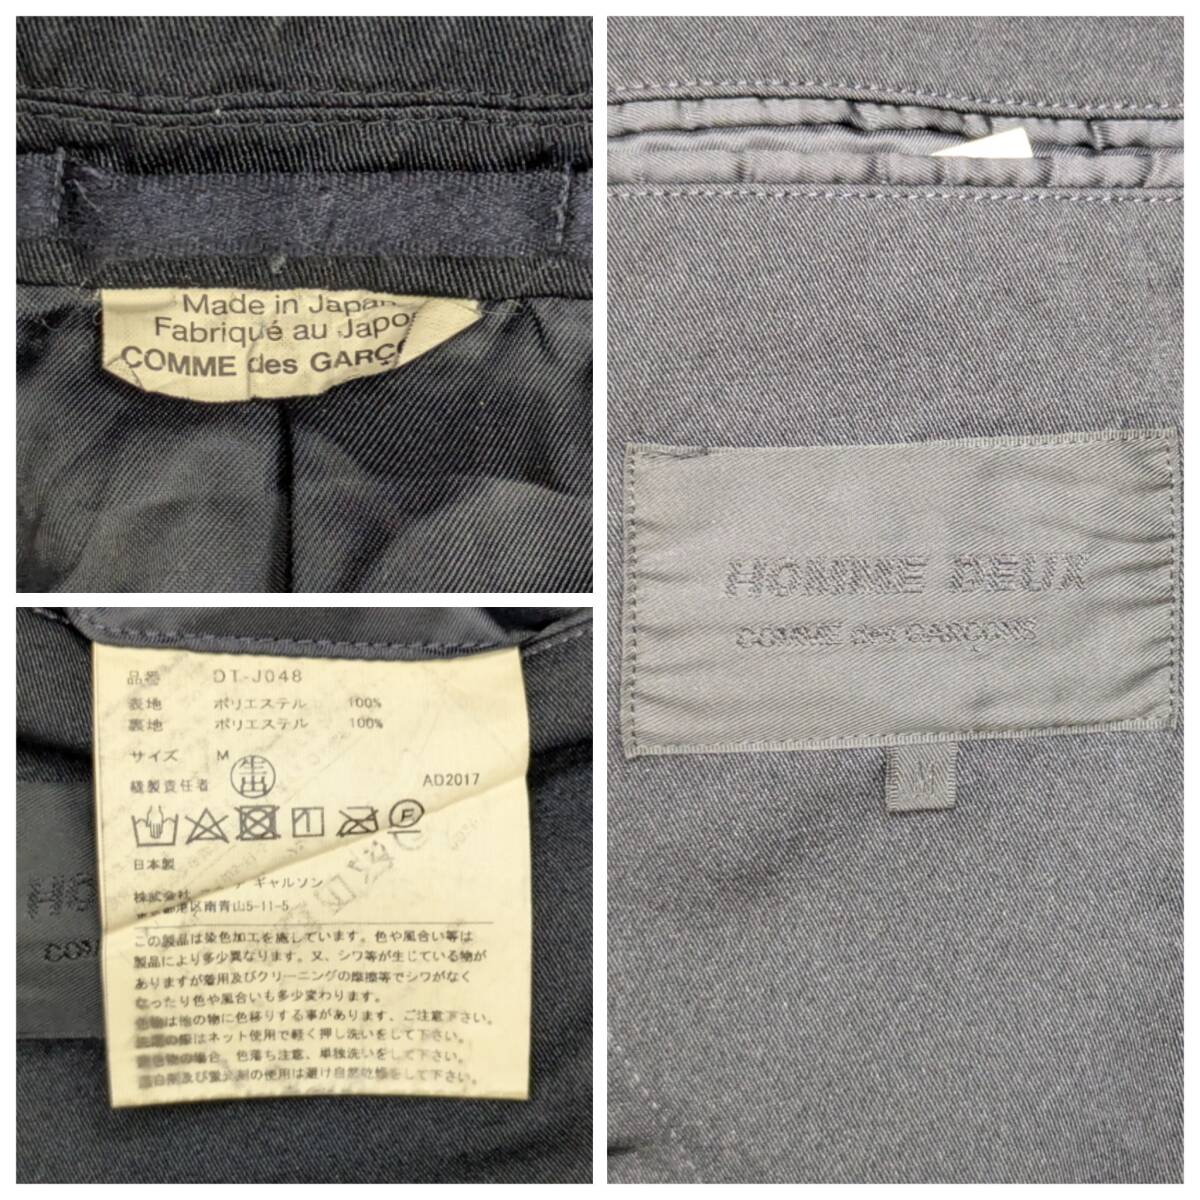 Made in Japan
Fabriqué au Japo
COMME des GARÇ
HOMME DEUX
COMME des GARÇONS
M
品番 DT-J048
表地 ポリエステル 100%
裏地 ポリエステル 100%
サイズ M
縫製責任者 生出 AD2017
F
日本製
株式会社 ギャルソン
港区南青山5-11-5
この製品は染色加工を施しています。色や風合い等は
製品により多少異なります。又、シワ等が生じている物が
ありますが着用及びクリーニングの摩擦等でシワがなく
なったり色や風合いも多少変わります。
は他の物に色移りする事があります、ご注意下さい。
の際はネット使用で軽く押し洗いをして下さい。
の場合 色落ち注意、単独洗いをして下さい。
及び蛍光剤の使用は避け自然乾燥をして下さい。